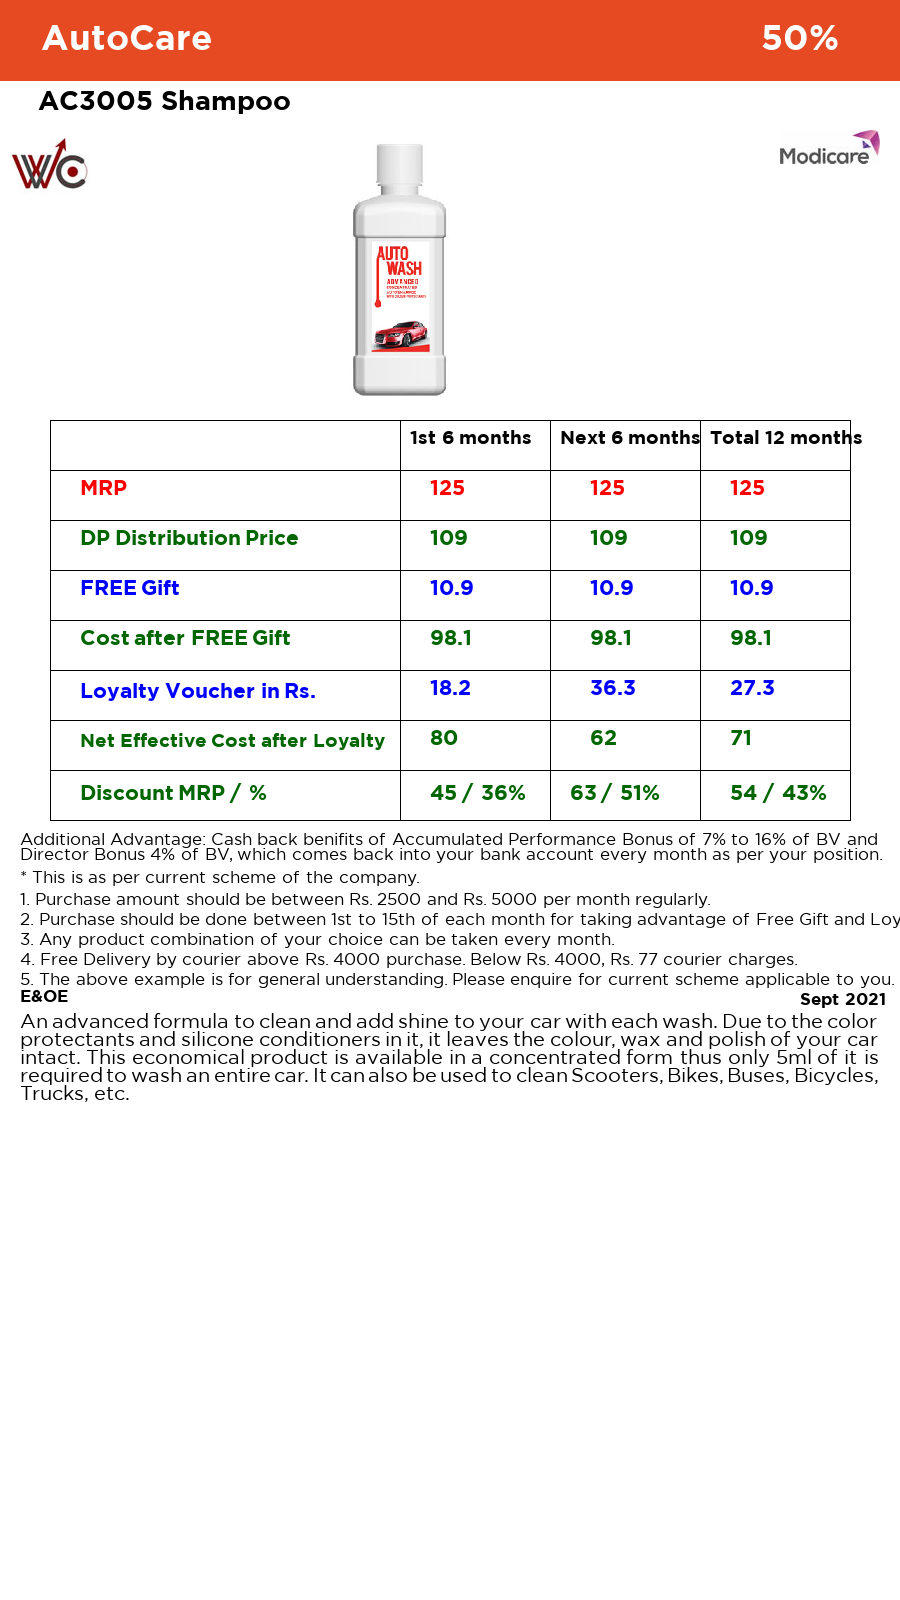 AutoCare 50%
AC3005 Shampoo
WC
Modicare
AUTO
WASH
ADVANCED
CONCENTRATED
1st 6 months Next 6 months Total 12 months
MRP 125 125 125
DP Distribution Price 109 109 109
FREE Gift 10.9 10.9 10.9
Cost after FREE Gift 98.1 98.1 98.1
Loyalty Voucher in Rs. 18.2 36.3 27.3
Net Effective Cost after Loyalty 80 62 71
Discount MRP / % 45 / 36% 63 / 51% 54 / 43%
Additional Advantage: Cash back benifits of Accumulated Performance Bonus of 7% to 16% of BV and
Director Bonus 4% of BV, which comes back into your bank account every month as per your position.
* This is as per current scheme of the company.
1. Purchase amount should be between Rs. 2500 and Rs. 5000 per month regularly.
2. Purchase should be done between 1st to 15th of each month for taking advantage of Free Gift and Loy
3. Any product combination of your choice can be taken every month.
4. Free Delivery by courier above Rs. 4000 purchase. Below Rs. 4000, Rs. 77 courier charges.
5. The above example is for general understanding. Please enquire for current scheme applicable to you.
E&OE
Sept 2021
An advanced formula to clean and add shine to your car with each wash. Due to the color
protectants and silicone conditioners in it, it leaves the colour, wax and polish of your car
intact. This economical product is available in a concentrated form thus only 5ml of it is
required to wash an entire car. It can also be used to clean Scooters, Bikes, Buses, Bicycles,
Trucks, etc.